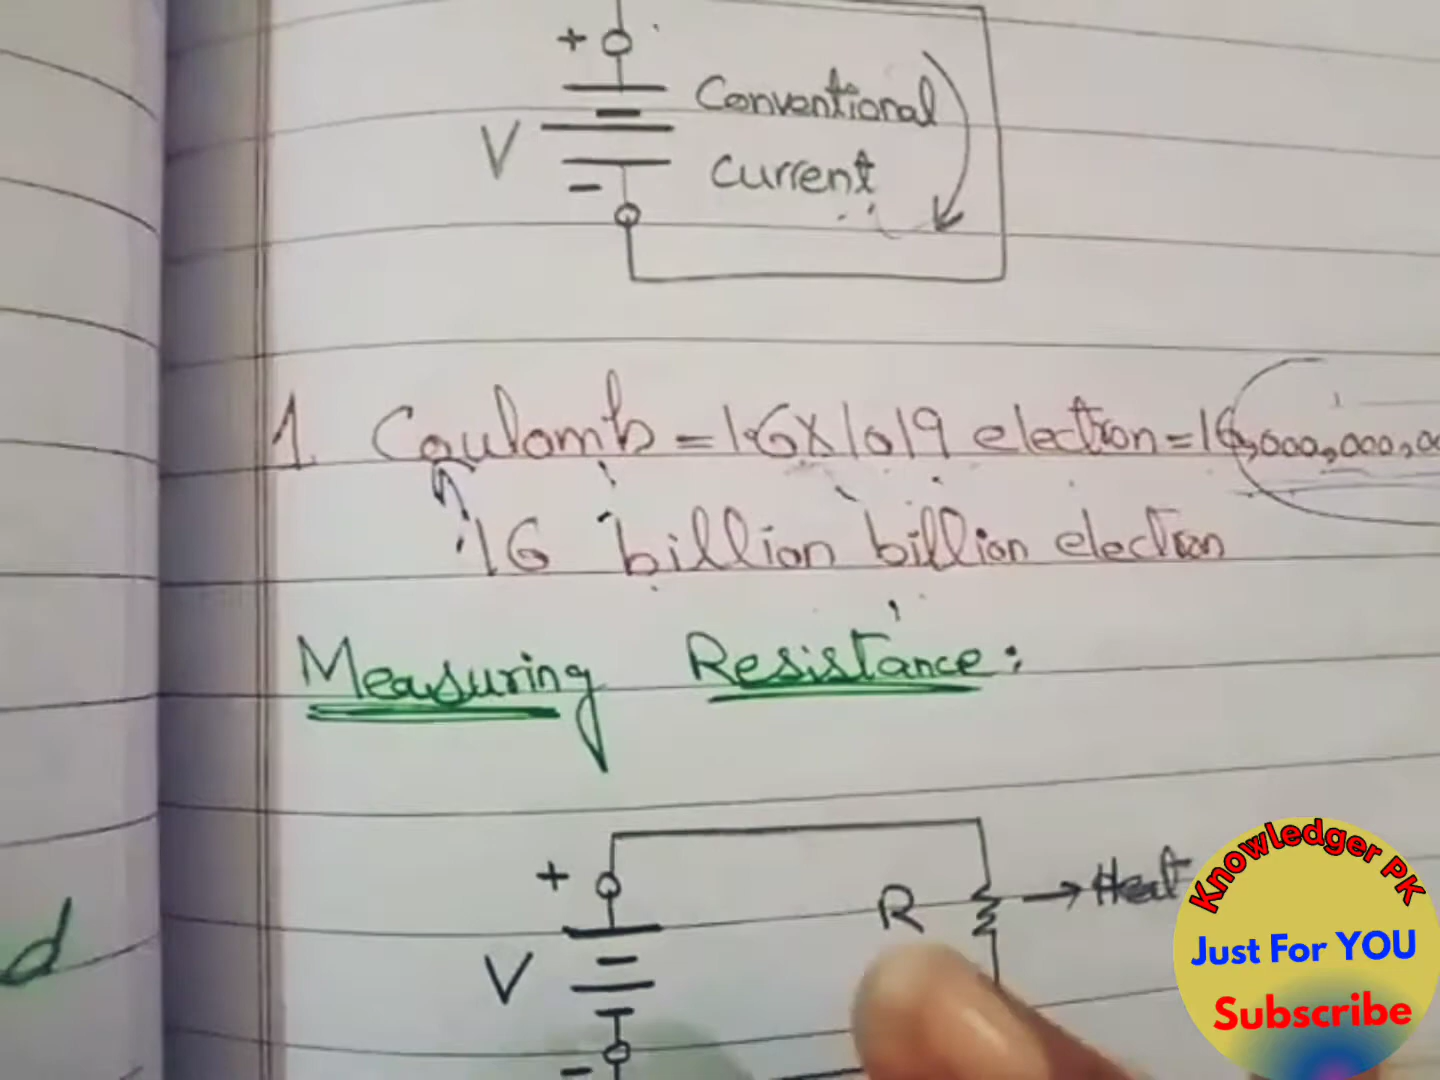 +
Conventional
V
Current
-
1. Coulomb = 1.6x1019 electron = 16,000,000,00
16 billion billion electron
Measuring Resistance:
+
R → Heat
V
-
d
Knowledger PK
Just For YOU
Subscribe